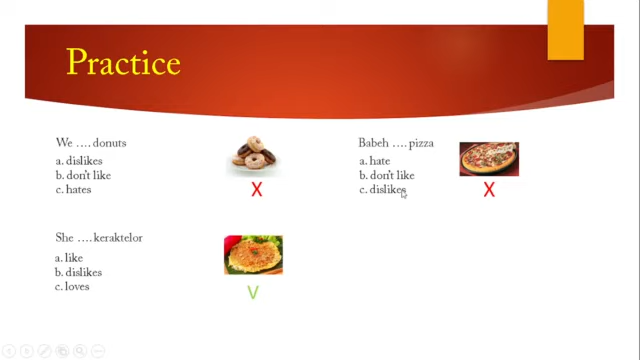 Practice
We …. donuts
a. dislikes
b. don't like
c. hates
X
Babeh …. pizza
a. hate
b. don't like
c. dislikes
X
She …. keraktelor
a. like
b. dislikes
c. loves
V